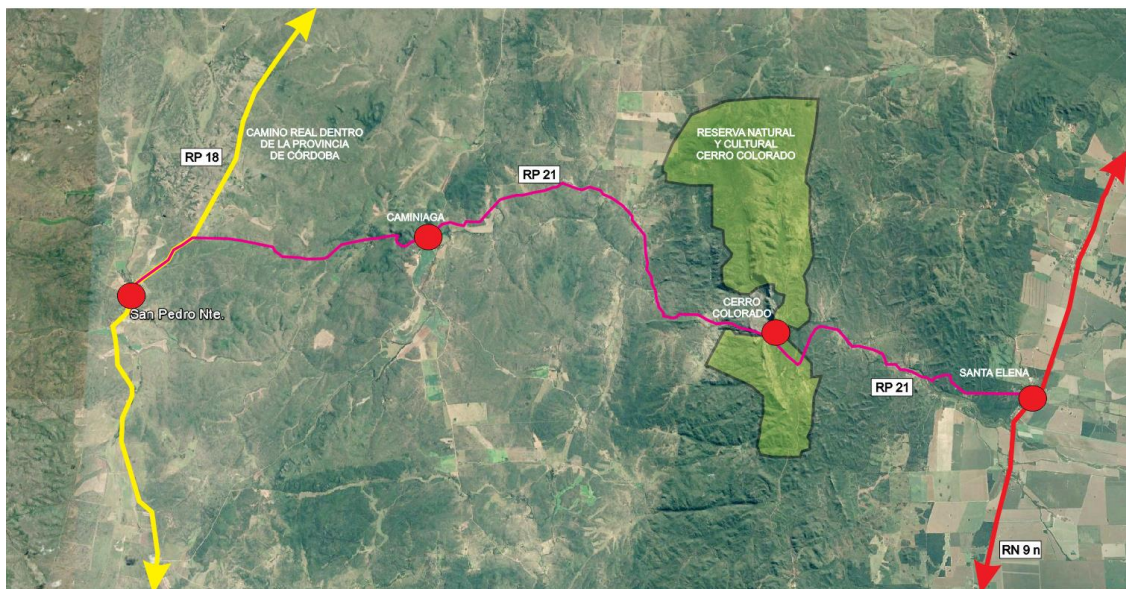 CAMINO REAL DENTRO
DE LA PROVINCIA
DE CÓRDOBA
RESERVA NATURAL
Y CULTURAL
CERRO COLORADO
RP 18
RP 21
CAMINIAGA
San Pedro Nte.
CERRO
COLORADO
SANTA ELENA
RP 21
RN 9 n